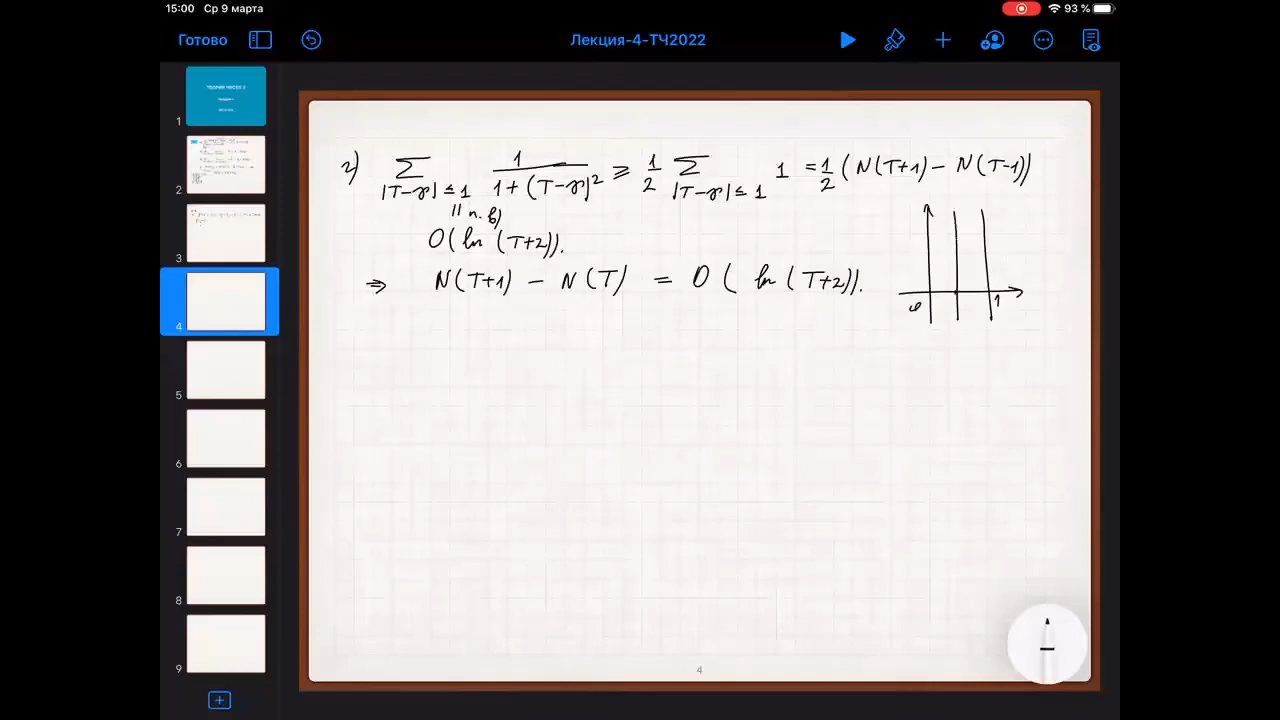 15:00 Ср 9 марта 93 %
Готово Лекция-4-ТЧ2022
г) ∑_{|T-γ|≤1} 1/(1+(T-γ)²) ≥ 1/2 ∑_{|T-γ|≤1} 1 = 1/2 (N(T+1) - N(T-1))
|| п. в)
O(ln(T+2)).
⇒ N(T+1) - N(T) = O(ln(T+2)).
0 1
4
1
2
3
4
5
6
7
8
9